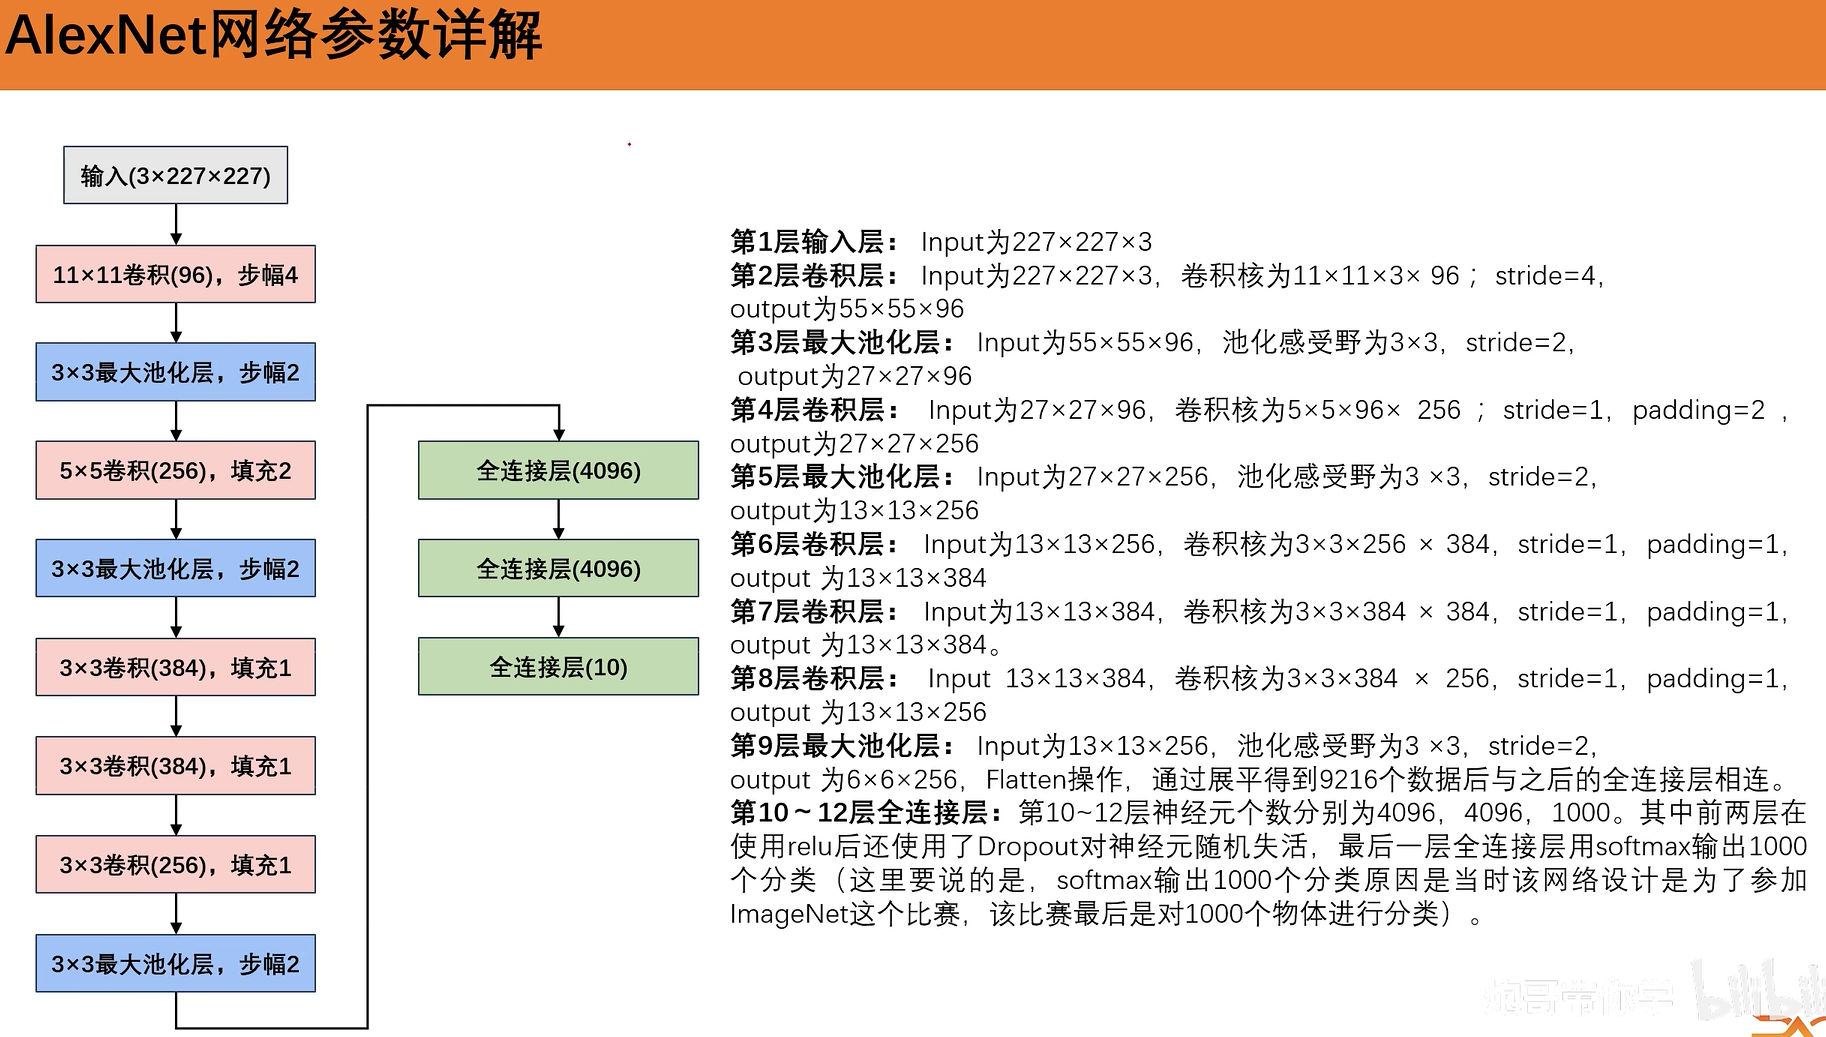 AlexNet网络参数详解
输入(3×227×227)
11×11卷积(96)，步幅4
3×3最大池化层，步幅2
5×5卷积(256)，填充2
3×3最大池化层，步幅2
3×3卷积(384)，填充1
3×3卷积(384)，填充1
3×3卷积(256)，填充1
3×3最大池化层，步幅2
全连接层(4096)
全连接层(4096)
全连接层(10)
第1层输入层： Input为227×227×3
第2层卷积层： Input为227×227×3，卷积核为11×11×3× 96； stride=4，
output为55×55×96
第3层最大池化层： Input为55×55×96，池化感受野为3×3，stride=2，
output为27×27×96
第4层卷积层： Input为27×27×96，卷积核为5×5×96× 256 ；stride=1，padding=2 ，
output为27×27×256
第5层最大池化层： Input为27×27×256，池化感受野为3 ×3，stride=2，
output为13×13×256
第6层卷积层： Input为13×13×256，卷积核为3×3×256 × 384，stride=1，padding=1，
output 为13×13×384
第7层卷积层： Input为13×13×384，卷积核为3×3×384 × 384，stride=1，padding=1，
output 为13×13×384。
第8层卷积层： Input 13×13×384，卷积核为3×3×384 × 256，stride=1，padding=1，
output 为13×13×256
第9层最大池化层： Input为13×13×256，池化感受野为3 ×3，stride=2，
output 为6×6×256，Flatten操作，通过展平得到9216个数据后与之后的全连接层相连。
第10～12层全连接层：第10~12层神经元个数分别为4096，4096，1000。其中前两层在
使用relu后还使用了Dropout对神经元随机失活，最后一层全连接层用softmax输出1000
个分类（这里要说的是，softmax输出1000个分类原因是当时该网络设计是为了参加
ImageNet这个比赛，该比赛最后是对1000个物体进行分类）。
炮哥带你学
bilibili